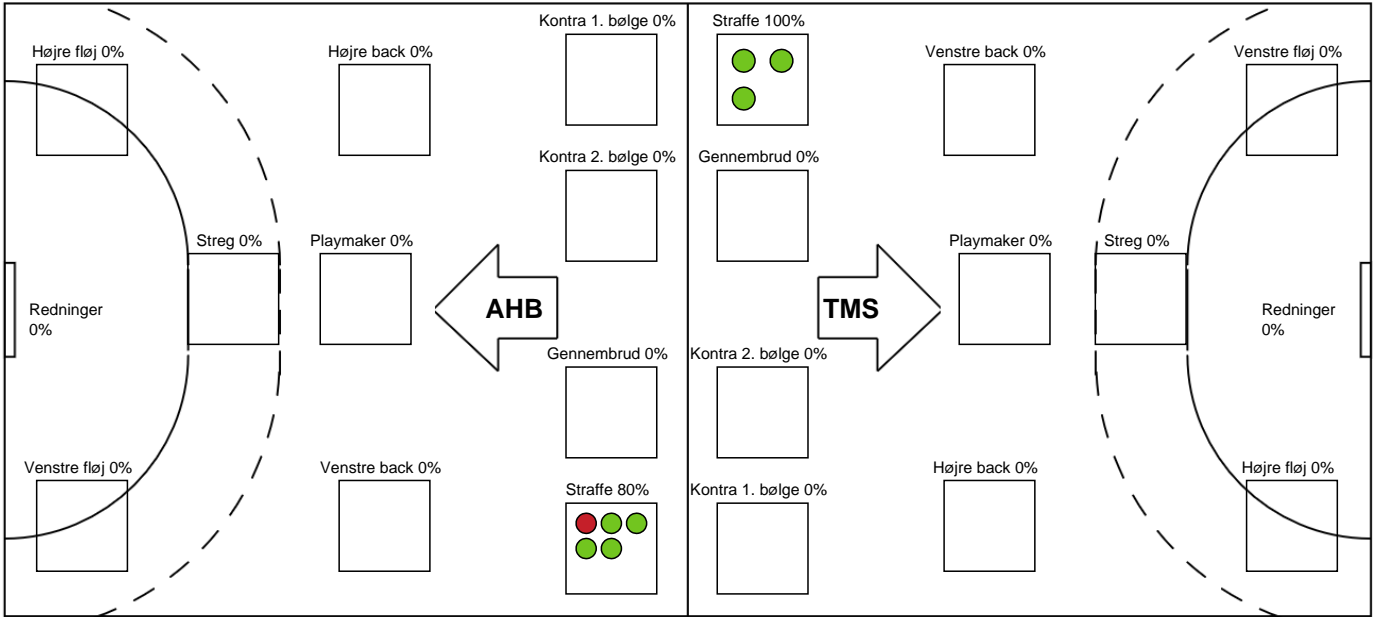 Kontra 1. bølge 0%
Straffe 100%
Højre fløj 0%
Højre back 0%
Venstre back 0%
Venstre fløj 0%
Kontra 2. bølge 0%
Gennembrud 0%
Streg 0%
Playmaker 0%
Playmaker 0%
Streg 0%
Redninger
0%
AHB
TMS
Redninger
0%
Gennembrud 0%
Kontra 2. bølge 0%
Venstre fløj 0%
Venstre back 0%
Højre back 0%
Højre fløj 0%
Straffe 80%
Kontra 1. bølge 0%